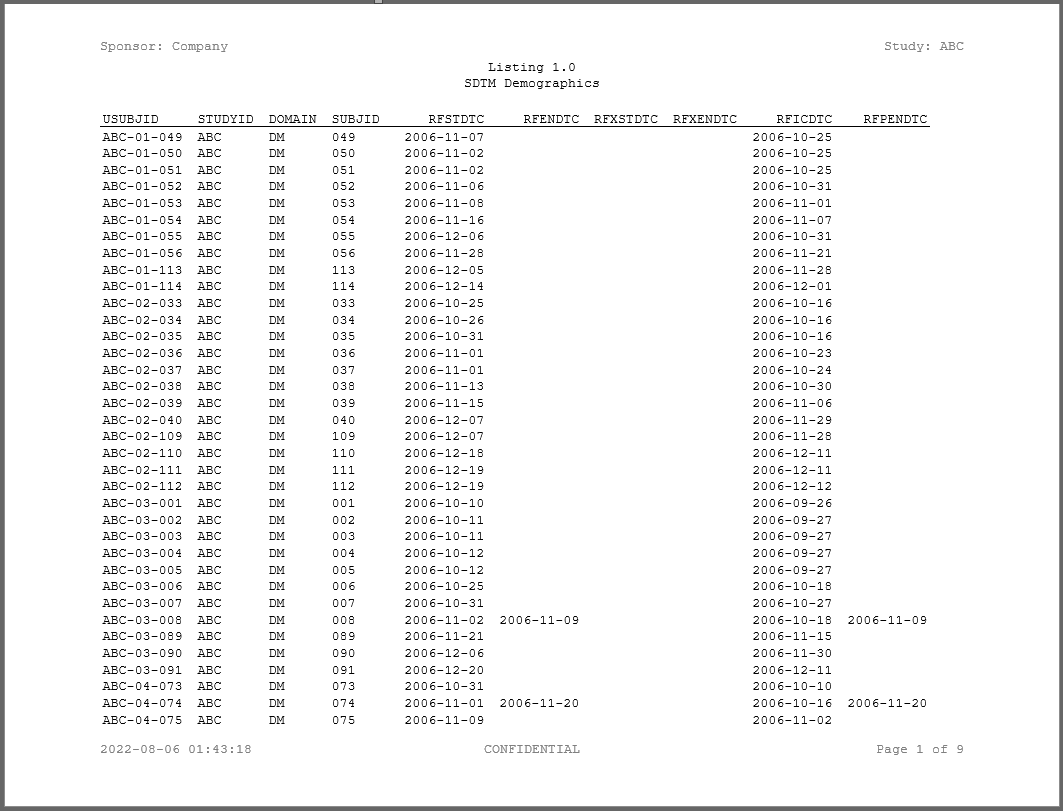 Sponsor: Company Study: ABC
Listing 1.0
SDTM Demographics
USUBJID STUDYID DOMAIN SUBJID RFSTDTC RFENDTC RFXSTDTC RFXENDTC RFICDTC RFPENDTC
ABC-01-049 ABC DM 049 2006-11-07 2006-10-25
ABC-01-050 ABC DM 050 2006-11-02 2006-10-25
ABC-01-051 ABC DM 051 2006-11-02 2006-10-25
ABC-01-052 ABC DM 052 2006-11-06 2006-10-31
ABC-01-053 ABC DM 053 2006-11-08 2006-11-01
ABC-01-054 ABC DM 054 2006-11-16 2006-11-07
ABC-01-055 ABC DM 055 2006-12-06 2006-10-31
ABC-01-056 ABC DM 056 2006-11-28 2006-11-21
ABC-01-113 ABC DM 113 2006-12-05 2006-11-28
ABC-01-114 ABC DM 114 2006-12-14 2006-12-01
ABC-02-033 ABC DM 033 2006-10-25 2006-10-16
ABC-02-034 ABC DM 034 2006-10-26 2006-10-16
ABC-02-035 ABC DM 035 2006-10-31 2006-10-16
ABC-02-036 ABC DM 036 2006-11-01 2006-10-23
ABC-02-037 ABC DM 037 2006-11-01 2006-10-24
ABC-02-038 ABC DM 038 2006-11-13 2006-10-30
ABC-02-039 ABC DM 039 2006-11-15 2006-11-06
ABC-02-040 ABC DM 040 2006-12-07 2006-11-29
ABC-02-109 ABC DM 109 2006-12-07 2006-11-28
ABC-02-110 ABC DM 110 2006-12-18 2006-12-11
ABC-02-111 ABC DM 111 2006-12-19 2006-12-11
ABC-02-112 ABC DM 112 2006-12-19 2006-12-12
ABC-03-001 ABC DM 001 2006-10-10 2006-09-26
ABC-03-002 ABC DM 002 2006-10-11 2006-09-27
ABC-03-003 ABC DM 003 2006-10-11 2006-09-27
ABC-03-004 ABC DM 004 2006-10-12 2006-09-27
ABC-03-005 ABC DM 005 2006-10-12 2006-09-27
ABC-03-006 ABC DM 006 2006-10-25 2006-10-18
ABC-03-007 ABC DM 007 2006-10-31 2006-10-27
ABC-03-008 ABC DM 008 2006-11-02 2006-11-09 2006-10-18 2006-11-09
ABC-03-089 ABC DM 089 2006-11-21 2006-11-15
ABC-03-090 ABC DM 090 2006-12-06 2006-11-30
ABC-03-091 ABC DM 091 2006-12-20 2006-12-11
ABC-04-073 ABC DM 073 2006-10-31 2006-10-10
ABC-04-074 ABC DM 074 2006-11-01 2006-11-20 2006-10-16 2006-11-20
ABC-04-075 ABC DM 075 2006-11-09 2006-11-02
2022-08-06 01:43:18 CONFIDENTIAL Page 1 of 9